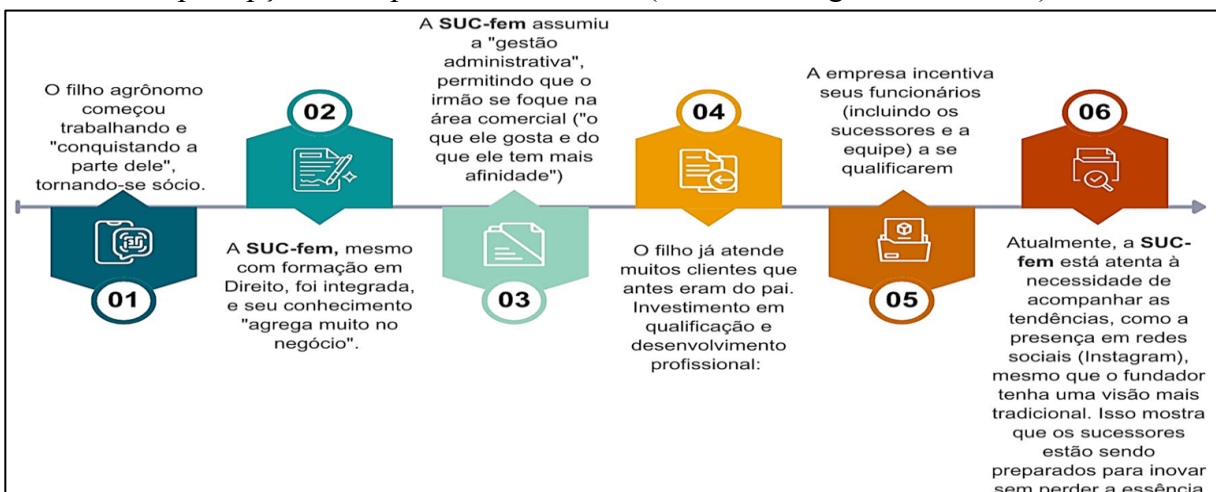 O filho agrônomo
começou
trabalhando e
"conquistando a
parte dele",
tornando-se sócio.
01
02
A SUC-fem, mesmo
com formação em
Direito, foi integrada,
e seu conhecimento
"agrega muito no
negócio".
A SUC-fem assumiu
a "gestão
administrativa",
permitindo que o
irmão se foque na
área comercial ("o
que ele gosta e do
que ele tem mais
afinidade")
03
04
O filho já atende
muitos clientes que
antes eram do pai.
Investimento em
qualificação e
desenvolvimento
profissional:
A empresa incentiva
seus funcionários
(incluindo os
sucessores e a
equipe) a se
qualificarem
05
06
Atualmente, a SUC-
fem está atenta à
necessidade de
acompanhar as
tendências, como a
presença em redes
sociais (Instagram),
mesmo que o fundador
tenha uma visão mais
tradicional. Isso mostra
que os sucessores
estão sendo
preparados para inovar
sem perder a essência